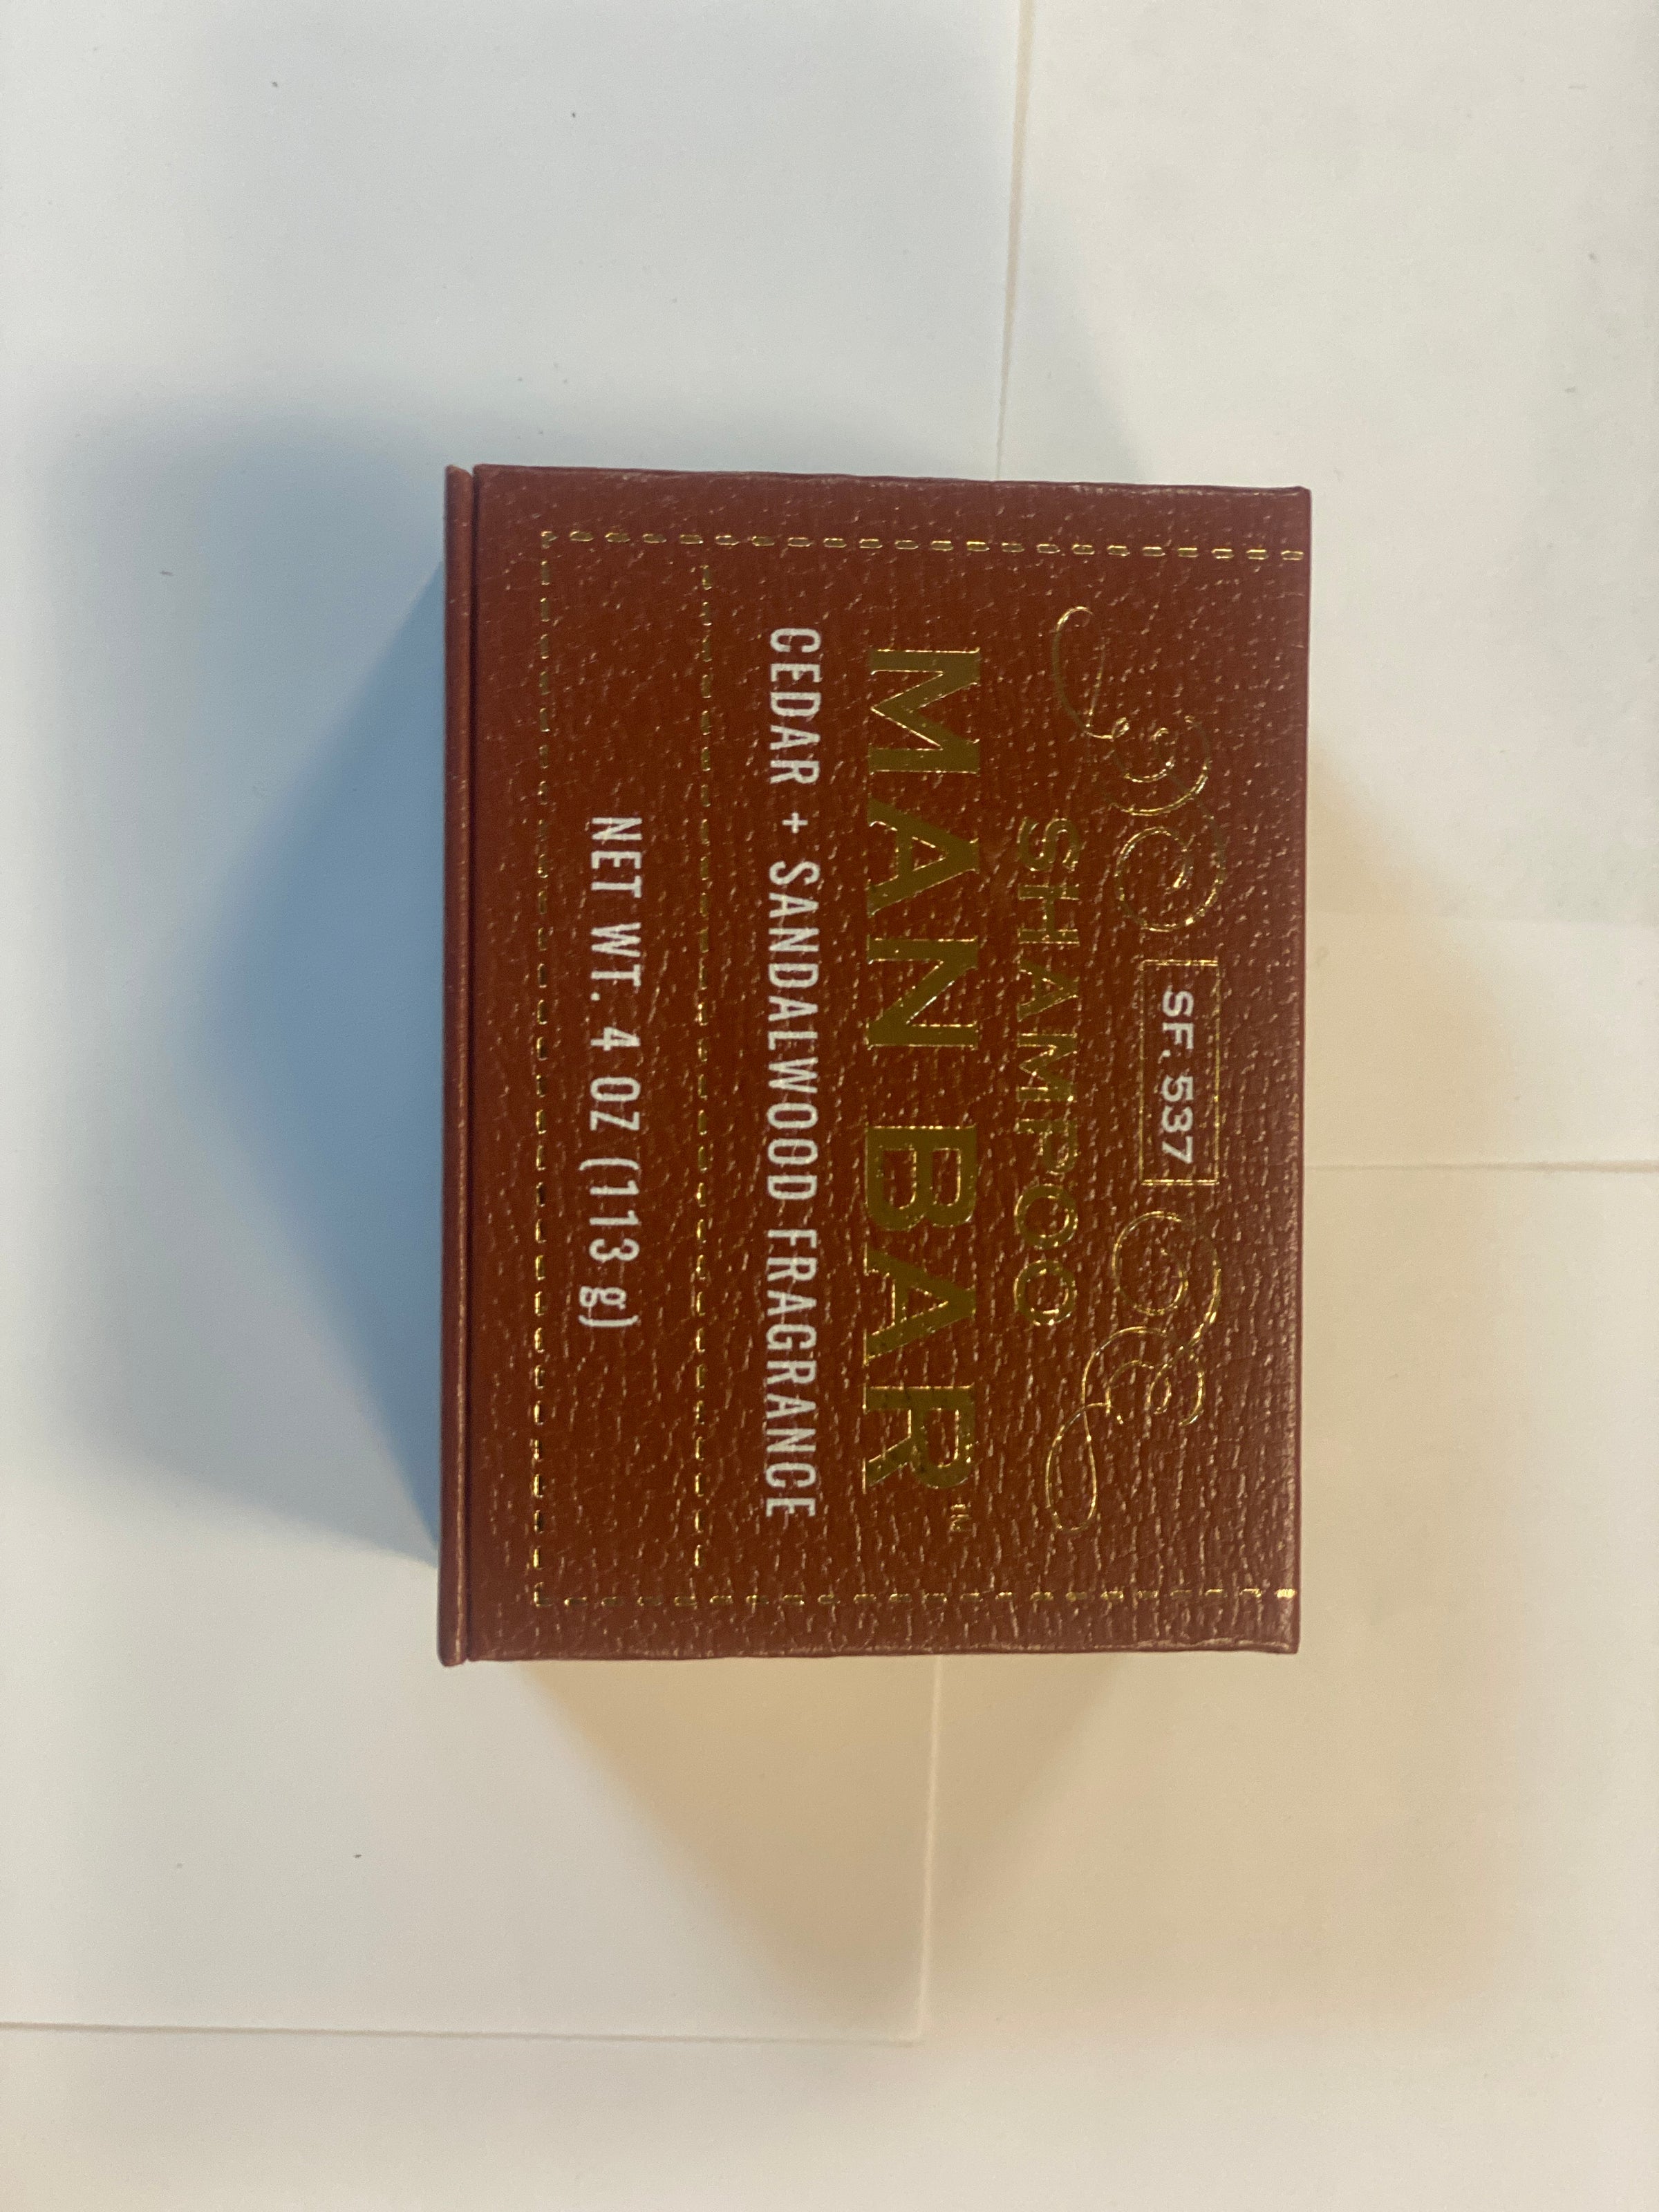 SF. 537
SHAMPOO
MAN BAR™
CEDAR + SANDALWOOD FRAGRANCE
NET WT. 4 OZ (113 g)